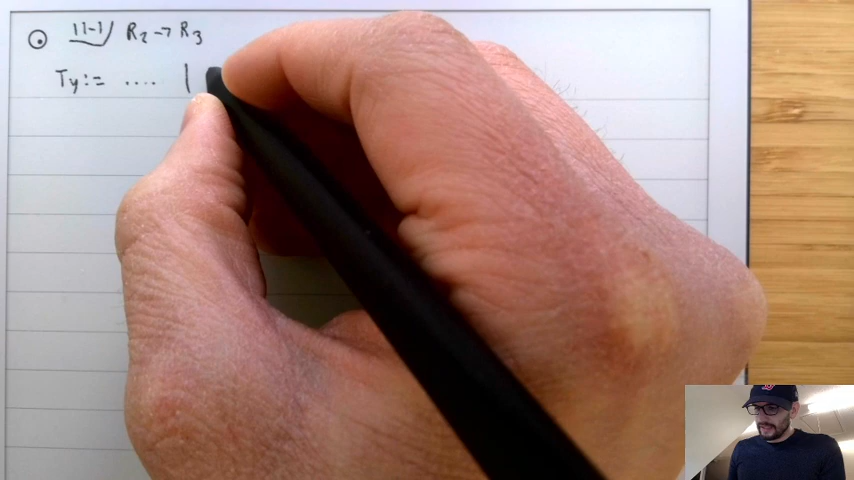 ⊙ 11-1 R₂ → R₃
Ty := .... |